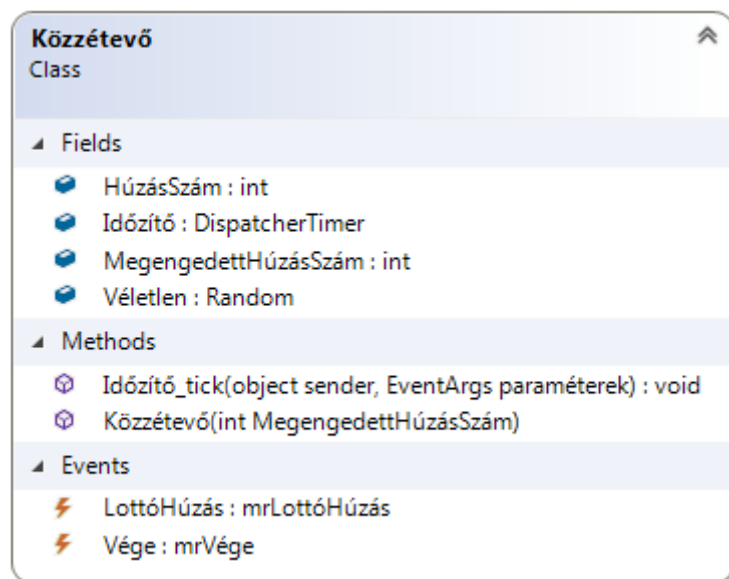 Közzétevő
Class
Fields
HúzásSzám : int
Időzítő : DispatcherTimer
MegengedettHúzásSzám : int
Véletlen : Random
Methods
Időzítő_tick(object sender, EventArgs paraméterek) : void
Közzétevő(int MegengedettHúzásSzám)
Events
LottóHúzás : mrLottóHúzás
Vége : mrVége